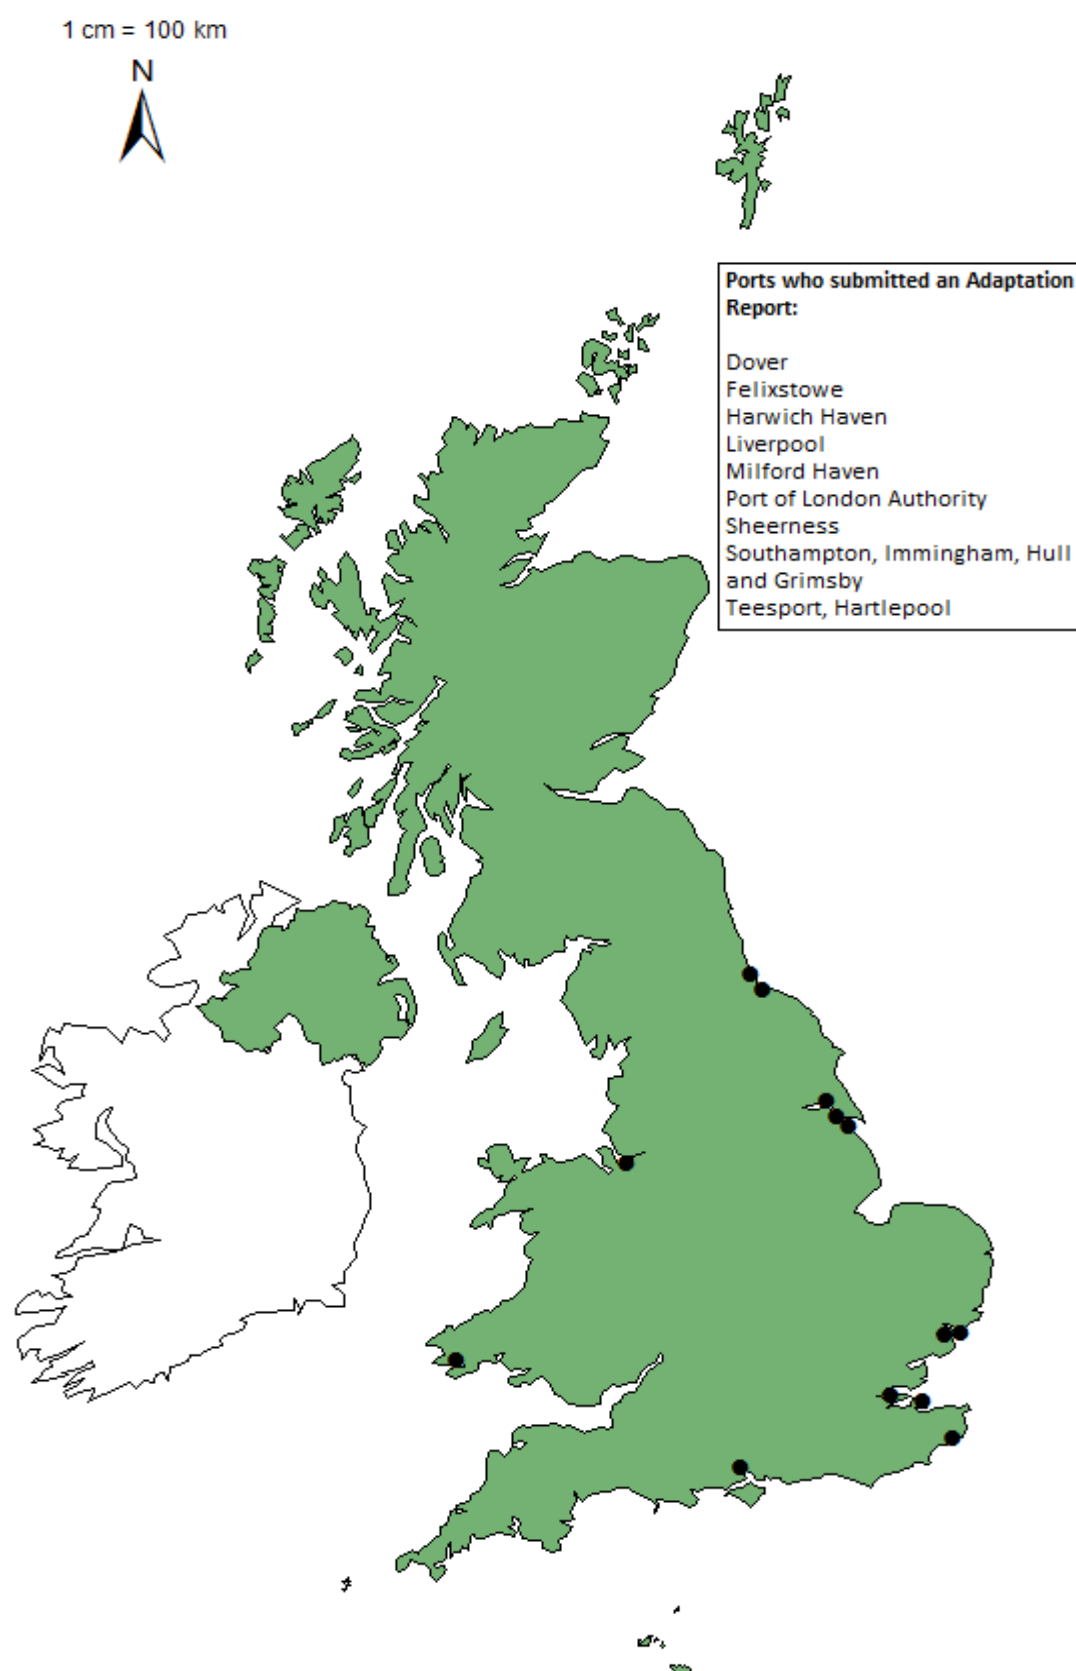 1 cm = 100 km
N
Ports who submitted an Adaptation
Report:
Dover
Felixstowe
Harwich Haven
Liverpool
Milford Haven
Port of London Authority
Sheerness
Southampton, Immingham, Hull
and Grimsby
Teesport, Hartlepool